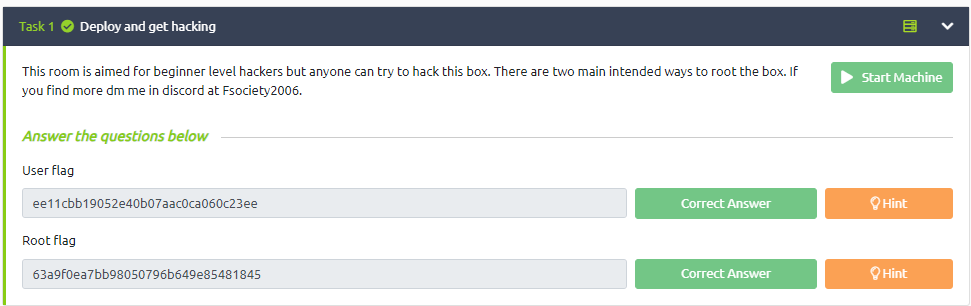 Task 1 Deploy and get hacking
This room is aimed for beginner level hackers but anyone can try to hack this box. There are two main intended ways to root the box. If
you find more dm me in discord at Fsociety2006.
Start Machine
Answer the questions below
User flag
ee11cbb19052e40b07aac0ca060c23ee
Correct Answer
Hint
Root flag
63a9f0ea7bb98050796b649e85481845
Correct Answer
Hint